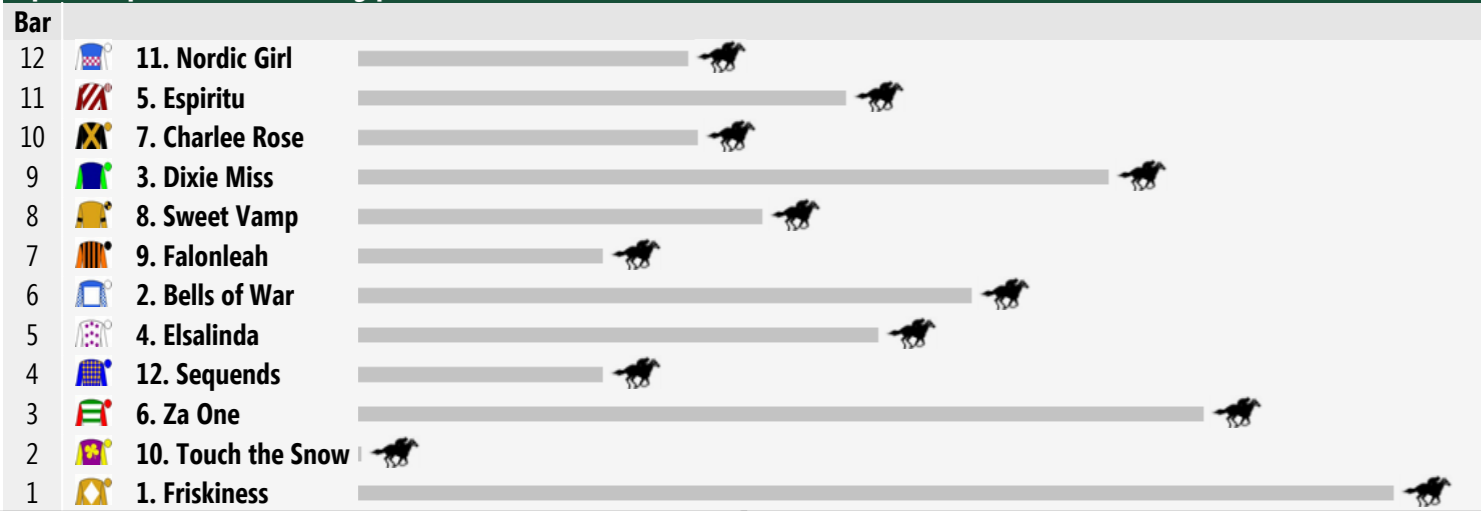 Bar
12 11. Nordic Girl
11 5. Espiritu
10 7. Charlee Rose
9 3. Dixie Miss
8 8. Sweet Vamp
7 9. Falonleah
6 2. Bells of War
5 4. Elsalinda
4 12. Sequends
3 6. Za One
2 10. Touch the Snow
1 1. Friskiness